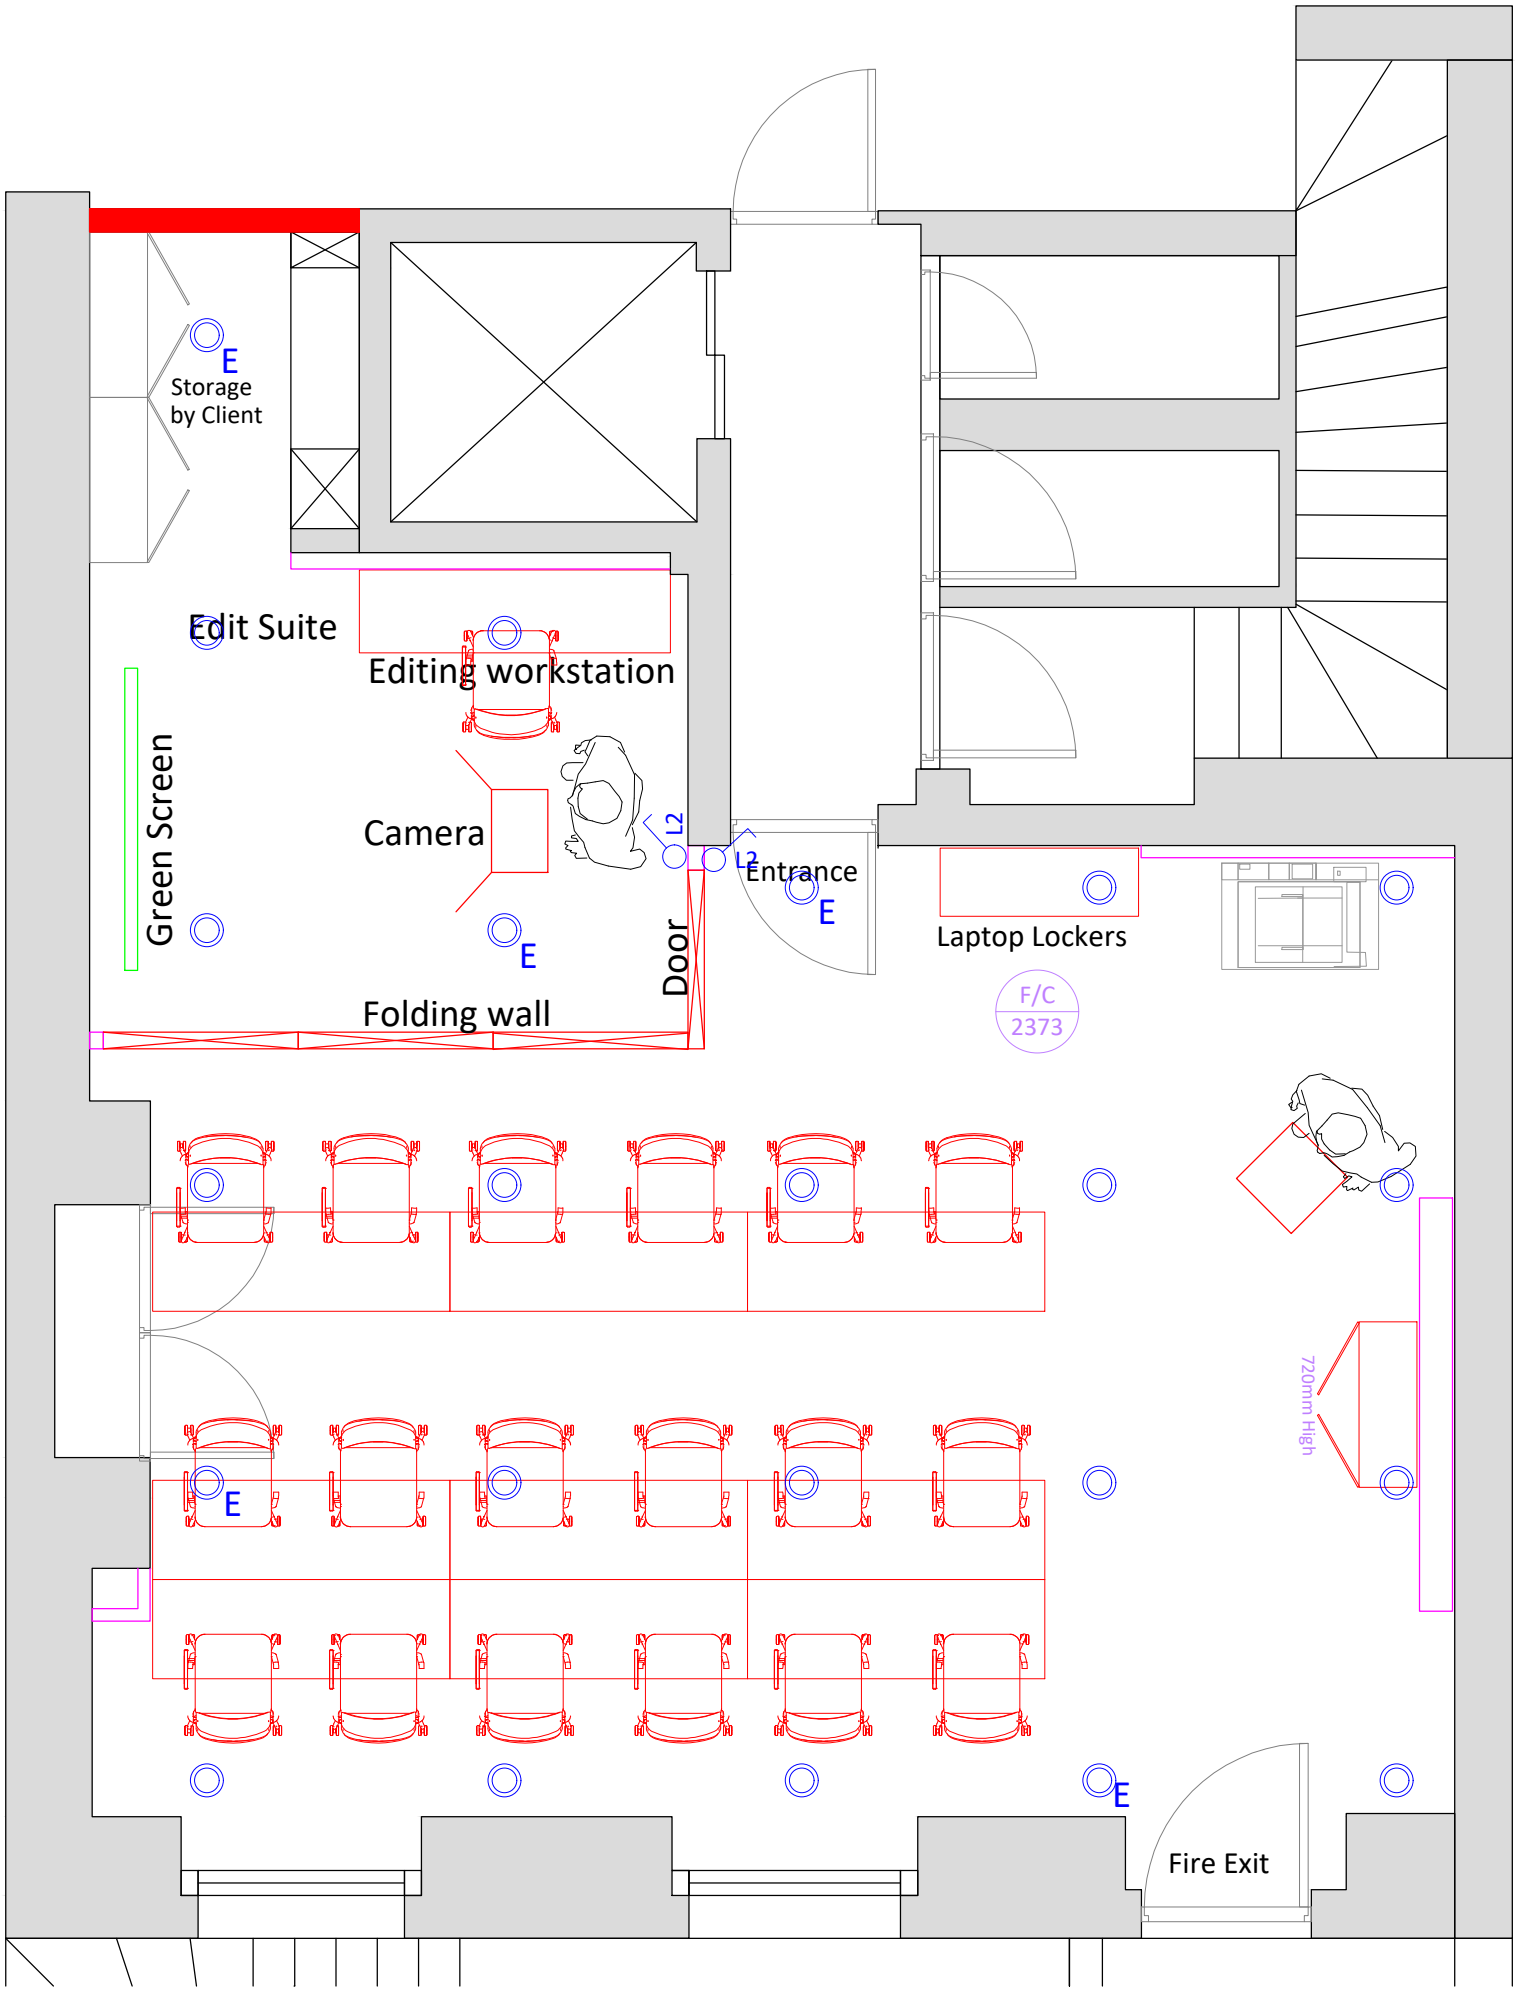 E
Storage
by Client
Edit Suite
Editing workstation
Green Screen
Camera
L2
L2
Entrance
E
E
Door
Laptop Lockers
Folding wall
F/C
2373
720mm High
E
E
Fire Exit